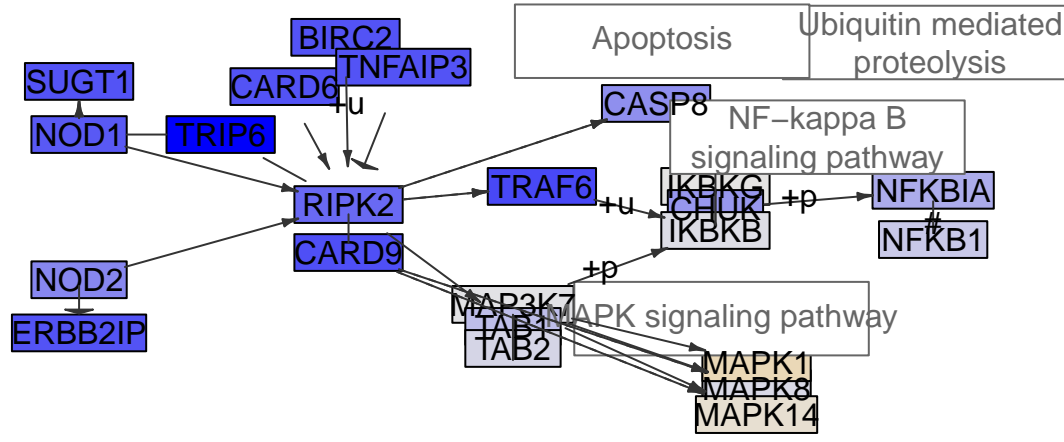 Apoptosis
Ubiquitin mediated
proteolysis
BIRC2
TNFAIP3
SUGT1
CARD6
+u
CASP8
NOD1
TRIP6
NF−kappa B
signaling pathway
RIPK2
TRAF6
+u
IKBKG
CHUK
IKBKB
+p
NFKBIA
#
NFKB1
CARD9
NOD2
+p
ERBB2IP
MAP3K7
TAB1
TAB2
MAPK signaling pathway
MAPK1
MAPK8
MAPK14